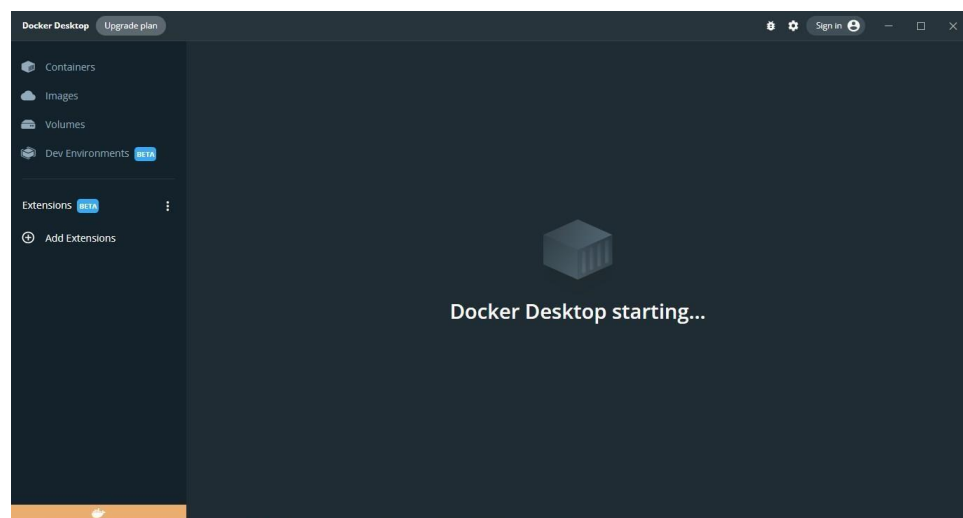 Docker Desktop Upgrade plan Sign in
Containers
Images
Volumes
Dev Environments BETA
Extensions BETA
Add Extensions
Docker Desktop starting...